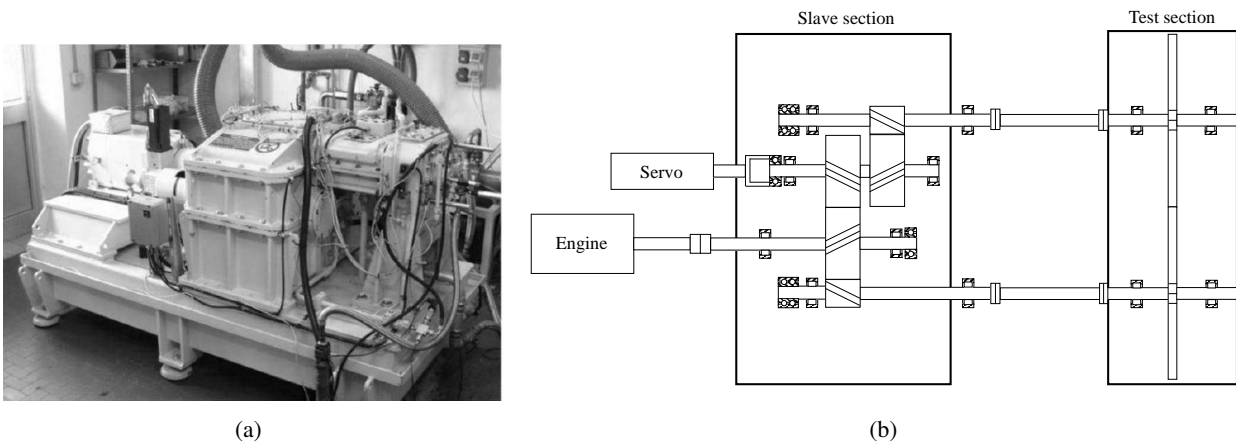 Slave section
Test section
Servo
Engine
(a)
(b)